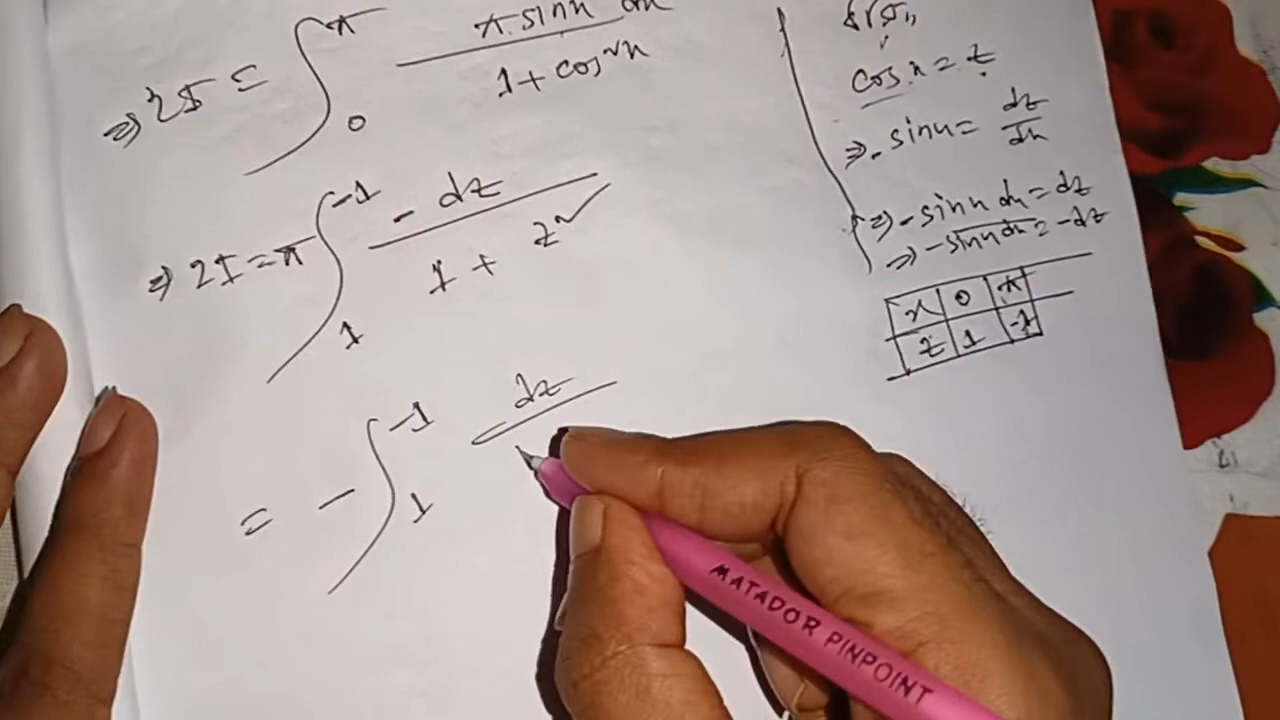 ⇒ 2I = ∫₀^π π sinx dx / 1 + cos²x
⇒ 2I = π ∫₁^-1 - dz / 1 + z²
= - ∫₁^-1 dz
cos x = z
⇒ - sinx = dz/dx
⇒ - sinx dx = dz
⇒ - sinx dx = - dz
x 0 π
z 1 -1
MATADOR PINPOINT